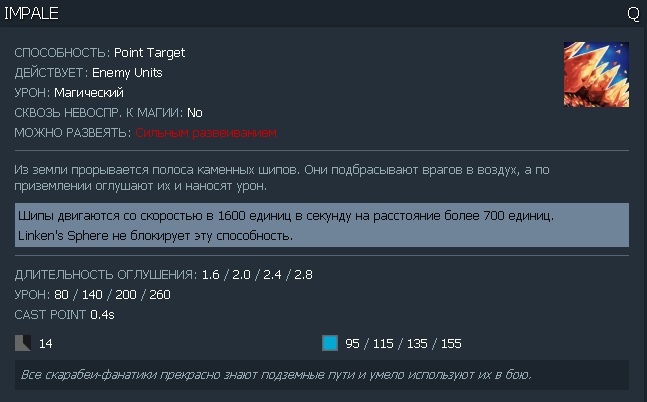 IMPALE Q
СПОСОБНОСТЬ: Point Target
ДЕЙСТВУЕТ: Enemy Units
УРОН: Магический
СКВОЗЬ НЕВОСПР. К МАГИИ: No
МОЖНО РАЗВЕЯТЬ: Сильным развеиванием
Из земли прорывается полоса каменных шипов. Они подбрасывают врагов в воздух, а по
приземлении оглушают их и наносят урон.
Шипы двигаются со скоростью в 1600 единиц в секунду на расстояние более 700 единиц.
Linken's Sphere не блокирует эту способность.
ДЛИТЕЛЬНОСТЬ ОГЛУШЕНИЯ: 1.6 / 2.0 / 2.4 / 2.8
УРОН: 80 / 140 / 200 / 260
CAST POINT 0.4s
14 95 / 115 / 135 / 155
Все скарабеи-фанатики прекрасно знают подземные пути и умело используют их в бою.